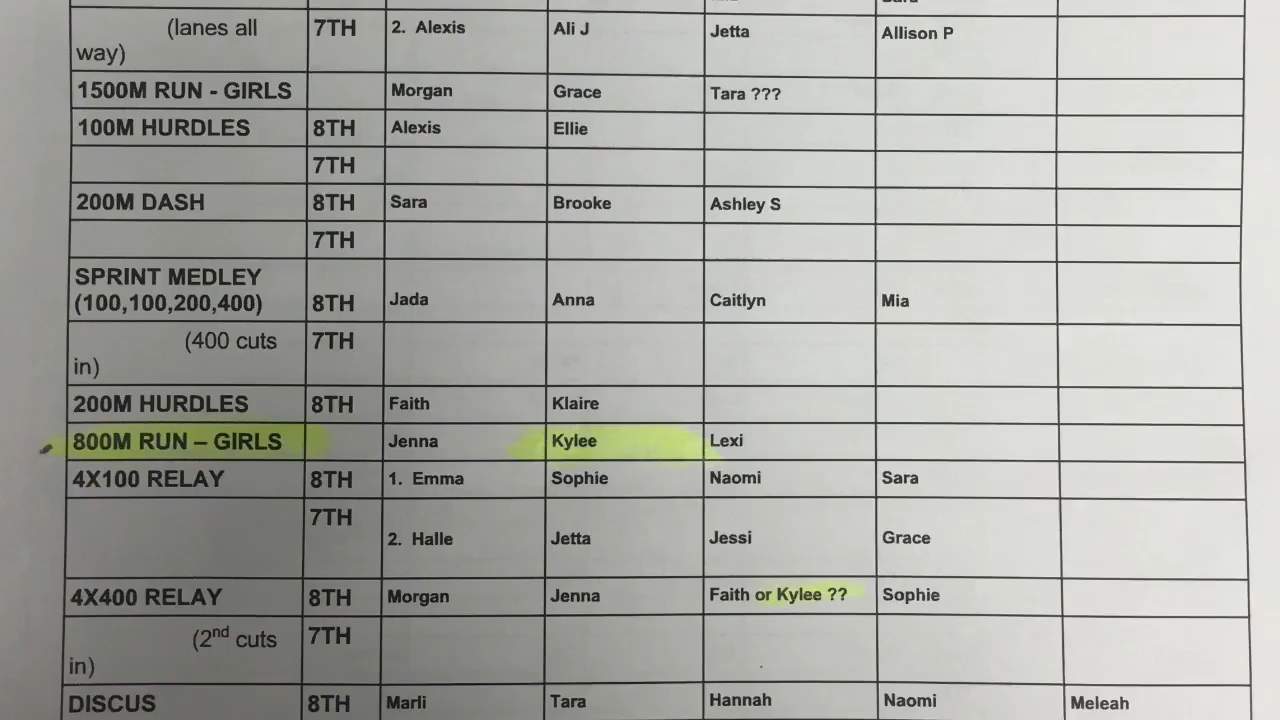 (lanes all 7TH 2. Alexis Ali J Jetta Allison P
way)
1500M RUN - GIRLS Morgan Grace Tara ???
100M HURDLES 8TH Alexis Ellie
7TH
200M DASH 8TH Sara Brooke Ashley S
7TH
SPRINT MEDLEY
(100,100,200,400) 8TH Jada Anna Caitlyn Mia
(400 cuts 7TH
in)
200M HURDLES 8TH Faith Klaire
800M RUN – GIRLS Jenna Kylee Lexi
4X100 RELAY 8TH 1. Emma Sophie Naomi Sara
7TH
2. Halle Jetta Jessi Grace
4X400 RELAY 8TH Morgan Jenna Faith or Kylee ?? Sophie
(2nd cuts 7TH
in)
DISCUS 8TH Marli Tara Hannah Naomi Meleah